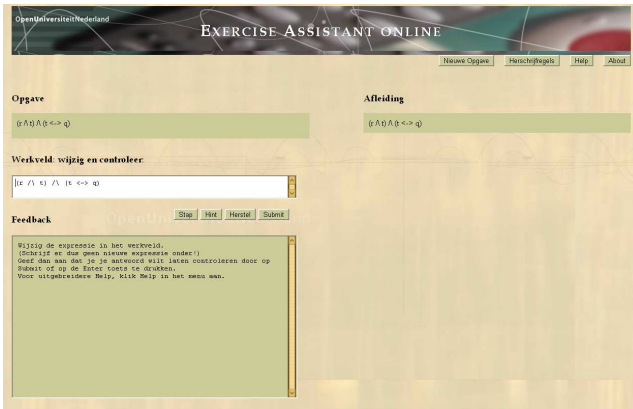 OpenUniversiteitNederland
EXERCISE ASSISTANT ONLINE
Nieuwe Opgave Herschrijfregels Help About
Opgave
(r /\ t) /\ (t <-> q)
Afleiding
(r /\ t) /\ (t <-> q)
Werkveld: wijzig en controleer:
(r /\ t) /\ (t <-> q)
Feedback
Stap Hint Herstel Submit
Wijzig de expressie in het werkveld.
(Schrijf er dus geen nieuwe expressie onder!)
Geef dan aan dat je je antwoord wilt laten controleren door op
Submit of op de Enter toets te drukken.
Voor uitgebreidere Help, klik Help in het menu aan.